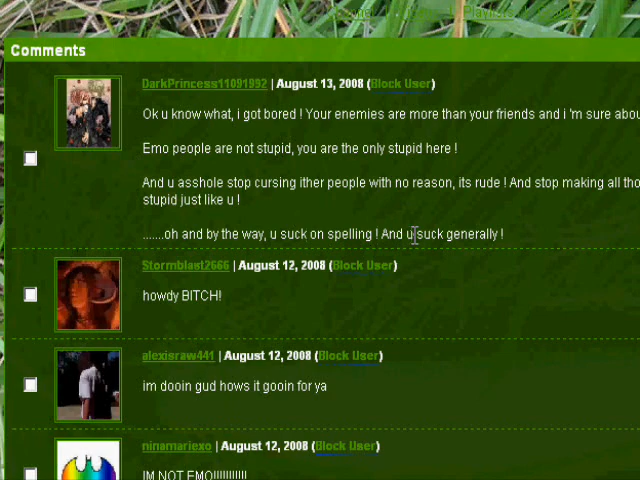 Comments
DarkPrincess11091992 | August 13, 2008 (Block User)
Ok u know what, i got bored ! Your enemies are more than your friends and i 'm sure abou
Emo people are not stupid, you are the only stupid here !
And u asshole stop cursing ither people with no reason, its rude ! And stop making all tho
stupid just like u !
.......oh and by the way, u suck on spelling ! And u suck generally !
Stormblast2666 | August 12, 2008 (Block User)
howdy BITCH!
alexisraw441 | August 12, 2008 (Block User)
im dooin gud hows it gooin for ya
ninamariexo | August 12, 2008 (Block User)
IM NOT EMO!!!!!!!!!!!